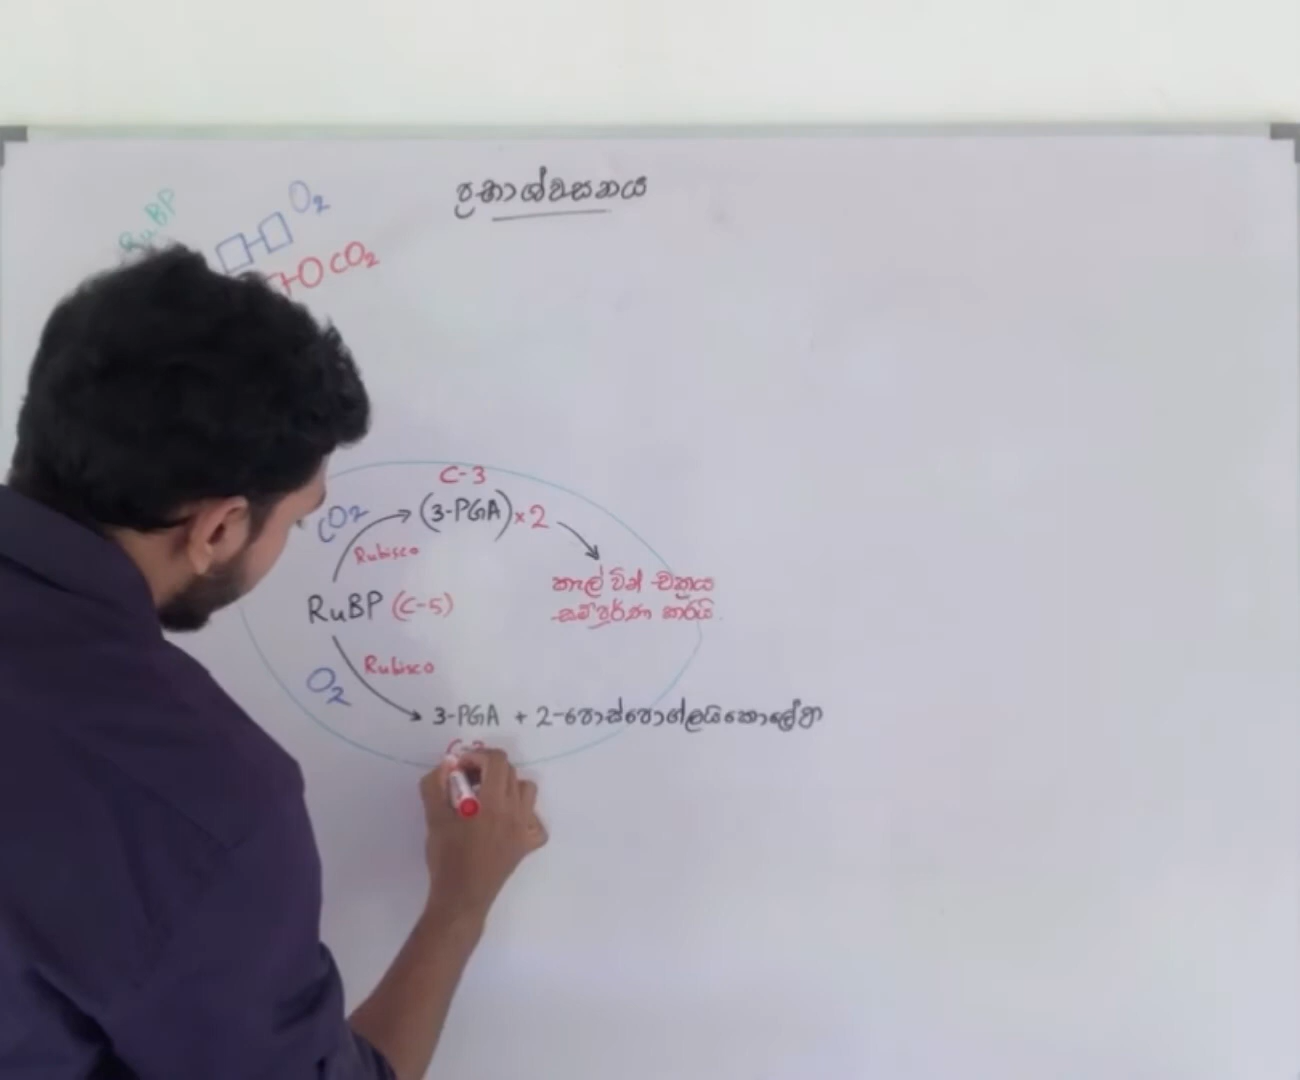 ප්‍රභාශ්වසනය
RuBP
O2
CO2
C-3
CO2
(3-PGA)×2
Rubisco
කැල්වින් චක්‍රය
සම්පූර්ණ කරයි.
RuBP (C-5)
O2
Rubisco
3-PGA + 2-පොස්පොග්ලයිකොලේට්